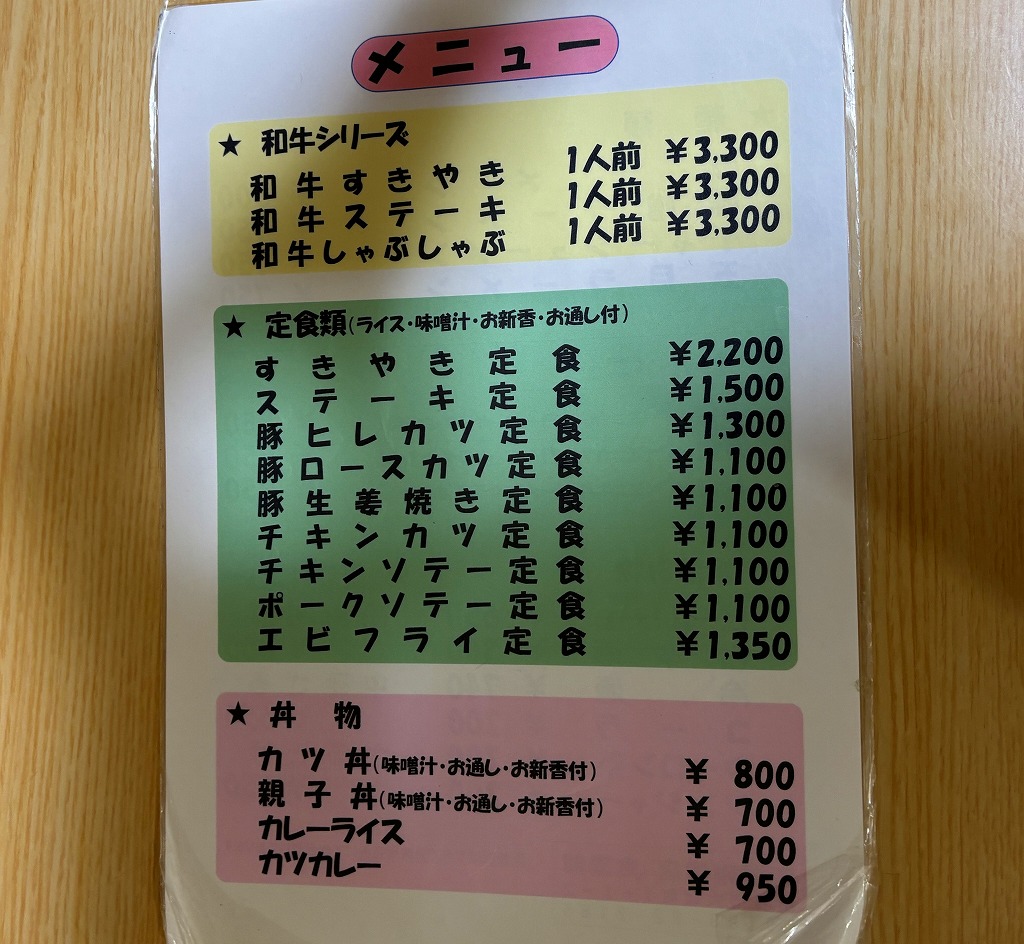 メニュー
★ 和牛シリーズ
和牛すきやき 1人前 ¥3,300
和牛ステーキ 1人前 ¥3,300
和牛しゃぶしゃぶ 1人前 ¥3,300
★ 定食類(ライス・味噌汁・お新香・お通し付)
すきやき定食 ¥2,200
ステーキ定食 ¥1,500
豚ヒレカツ定食 ¥1,300
豚ロースカツ定食 ¥1,100
豚生姜焼き定食 ¥1,100
チキンカツ定食 ¥1,100
チキンソテー定食 ¥1,100
ポークソテー定食 ¥1,100
エビフライ定食 ¥1,350
★ 丼物
カツ丼(味噌汁・お通し・お新香付) ¥ 800
親子丼(味噌汁・お通し・お新香付) ¥ 700
カレーライス ¥ 700
カツカレー ¥ 950